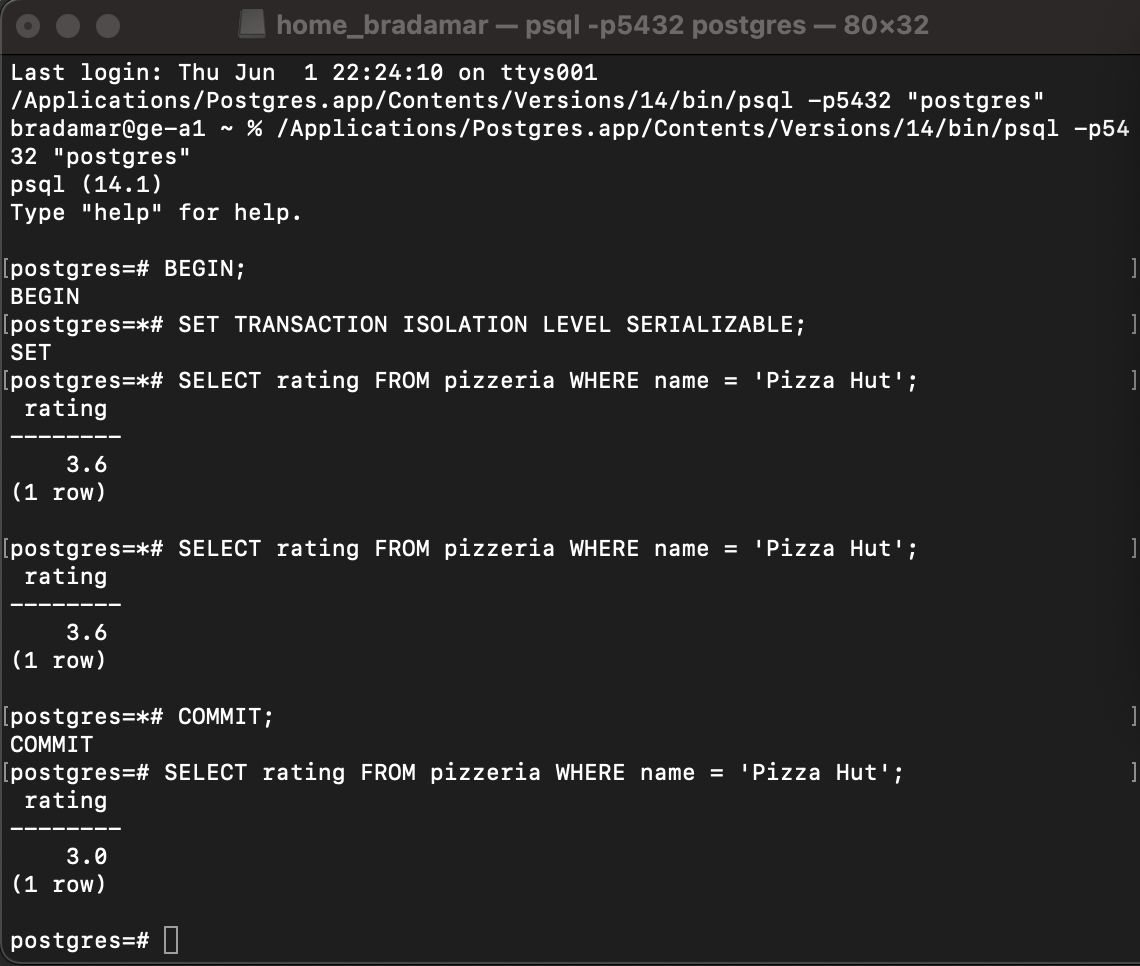 home_bradamar — psql -p5432 postgres — 80×32
Last login: Thu Jun  1 22:24:10 on ttys001
/Applications/Postgres.app/Contents/Versions/14/bin/psql -p5432 "postgres"
bradamar@ge-a1 ~ % /Applications/Postgres.app/Contents/Versions/14/bin/psql -p54
32 "postgres"
psql (14.1)
Type "help" for help.

[postgres=# BEGIN; ]
BEGIN
[postgres=*# SET TRANSACTION ISOLATION LEVEL SERIALIZABLE; ]
SET
[postgres=*# SELECT rating FROM pizzeria WHERE name = 'Pizza Hut'; ]
 rating
--------
    3.6
(1 row)

[postgres=*# SELECT rating FROM pizzeria WHERE name = 'Pizza Hut'; ]
 rating
--------
    3.6
(1 row)

[postgres=*# COMMIT; ]
COMMIT
[postgres=# SELECT rating FROM pizzeria WHERE name = 'Pizza Hut'; ]
 rating
--------
    3.0
(1 row)

postgres=#